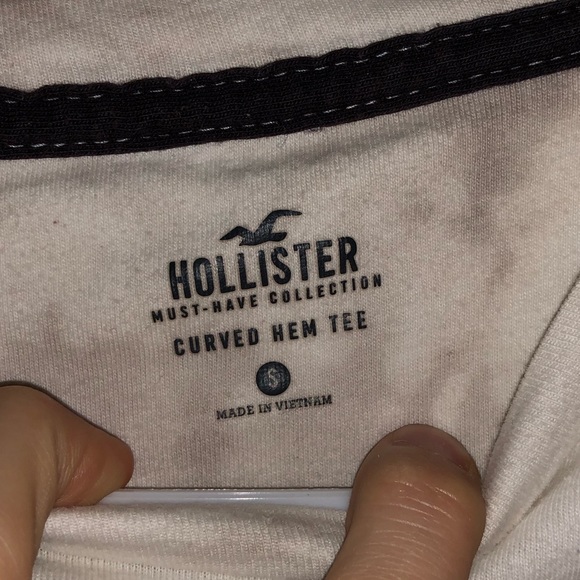 HOLLISTER
MUST-HAVE COLLECTION
CURVED HEM TEE
S
MADE IN VIETNAM